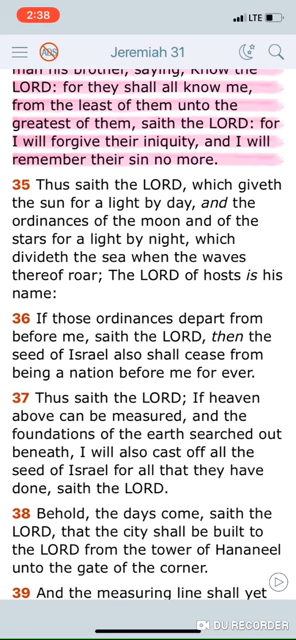 2:38
LTE
ADS
Jeremiah 31
man his brother, saying, Know the
LORD: for they shall all know me,
from the least of them unto the
greatest of them, saith the LORD: for
I will forgive their iniquity, and I will
remember their sin no more.
35 Thus saith the LORD, which giveth
the sun for a light by day, and the
ordinances of the moon and of the
stars for a light by night, which
divideth the sea when the waves
thereof roar; The LORD of hosts is his
name:
36 If those ordinances depart from
before me, saith the LORD, then the
seed of Israel also shall cease from
being a nation before me for ever.
37 Thus saith the LORD; If heaven
above can be measured, and the
foundations of the earth searched out
beneath, I will also cast off all the
seed of Israel for all that they have
done, saith the LORD.
38 Behold, the days come, saith the
LORD, that the city shall be built to
the LORD from the tower of Hananeel
unto the gate of the corner.
39 And the measuring line shall yet
DU RECORDER